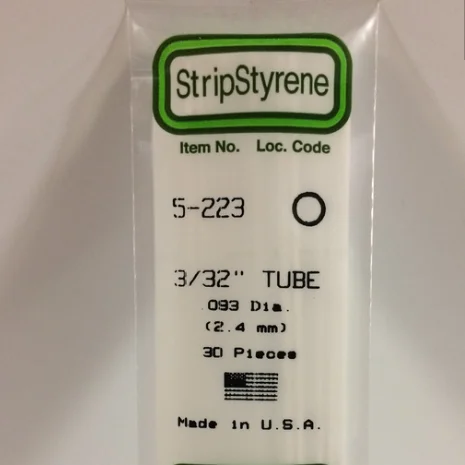 StripStyrene
Item No. Loc. Code
5-223
3/32" TUBE
.093 Dia.
(2.4 mm)
30 Pieces
Made in U.S.A.